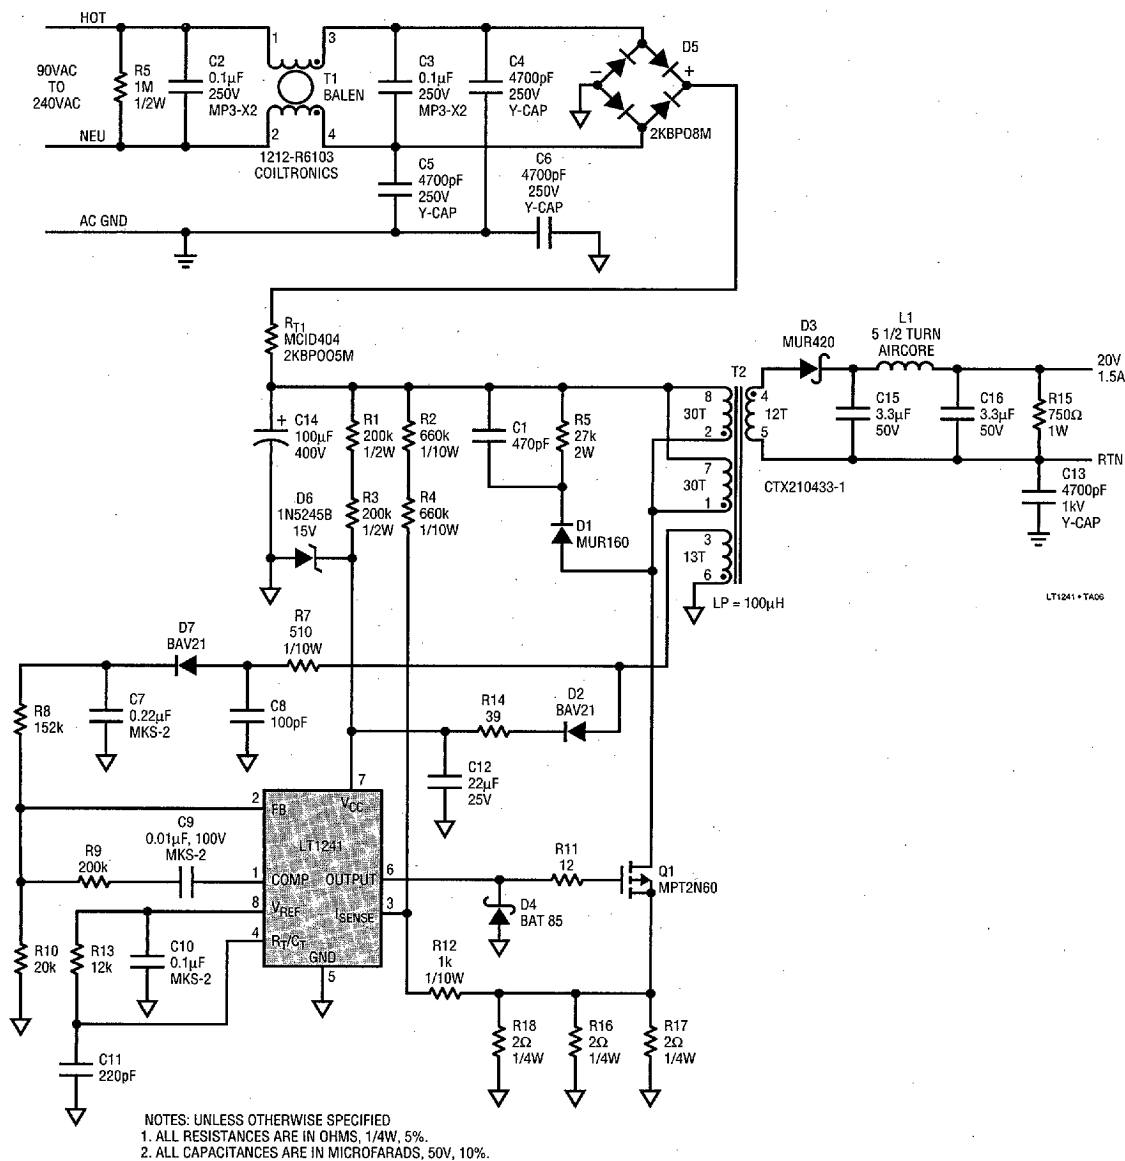 HOT
90VAC
TO
240VAC
NEU
AC GND
R5
1M
1/2W
C2
0.1µF
250V
MP3-X2
1
3
T1
BALEN
2
4
1212-R6103
COILTRONICS
C3
0.1µF
250V
MP3-X2
C4
4700pF
250V
Y-CAP
D5
−
+
2KBPO8M
C5
4700pF
250V
Y-CAP
C6
4700pF
250V
Y-CAP
RT1
MCID404
2KBPOO5M
+
C14
100µF
400V
R1
200k
1/2W
R2
660k
1/10W
C1
470pF
R5
27k
2W
D6
1N5245B
15V
R3
200k
1/2W
R4
660k
1/10W
D1
MUR160
T2
8
30T
2
7
30T
1
3
13T
6
4
12T
5
LP = 100µH
CTX210433-1
D3
MUR420
L1
5 1/2 TURN
AIRCORE
C15
3.3µF
50V
C16
3.3µF
50V
R15
750Ω
1W
20V
1.5A
RTN
C13
4700pF
1kV
Y-CAP
LT1241 • TA06
D7
BAV21
R7
510
1/10W
R8
152k
C7
0.22µF
MKS-2
C8
100pF
R14
39
D2
BAV21
C12
22µF
25V
7
VCC
2
FB
LT1241
C9
0.01µF, 100V
MKS-2
R9
200k
1
COMP
OUTPUT
6
8
VREF
ISENSE
3
4
RT/CT
GND
5
R11
12
D4
BAT 85
Q1
MPT2N60
R10
20k
R13
12k
C10
0.1µF
MKS-2
R12
1k
1/10W
C11
220pF
R18
2Ω
1/4W
R16
2Ω
1/4W
R17
2Ω
1/4W
NOTES: UNLESS OTHERWISE SPECIFIED
1. ALL RESISTANCES ARE IN OHMS, 1/4W, 5%.
2. ALL CAPACITANCES ARE IN MICROFARADS, 50V, 10%.